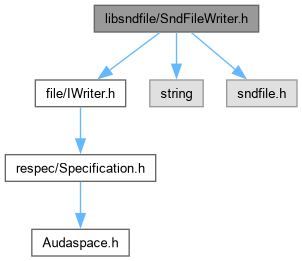 libsndfile/SndFileWriter.h
file/IWriter.h
string
sndfile.h
respec/Specification.h
Audaspace.h